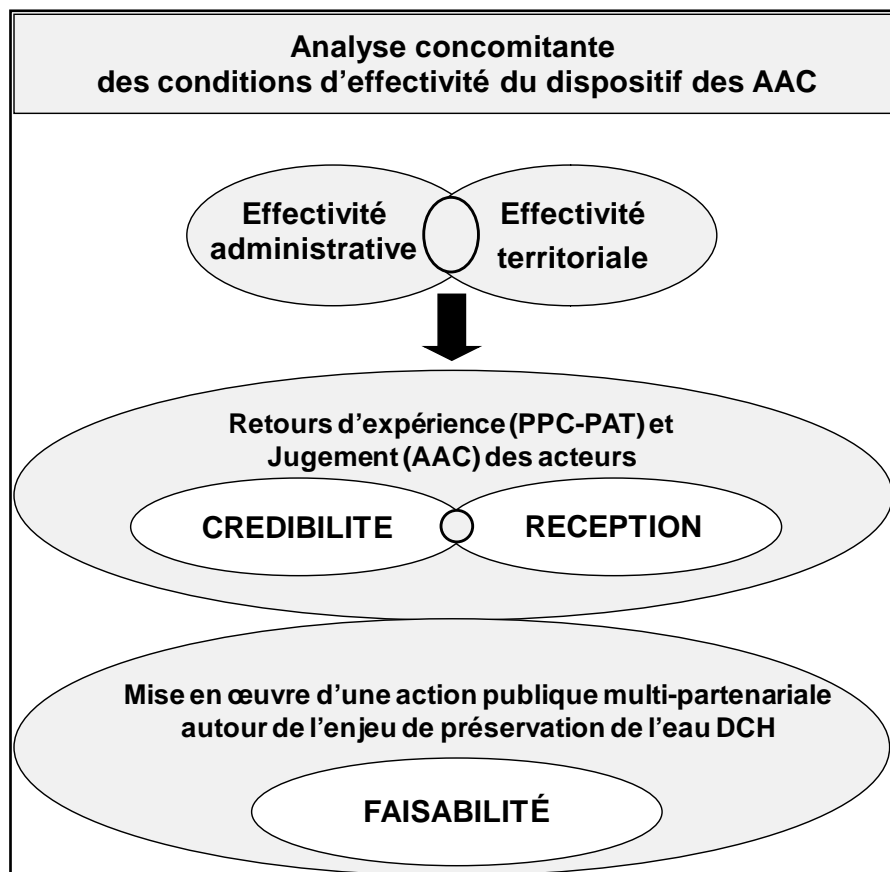 Analyse concomitante
des conditions d’effectivité du dispositif des AAC
Effectivité
administrative
Effectivité
territoriale
Retours d’expérience (PPC-PAT) et
Jugement (AAC) des acteurs
CREDIBILITE
RECEPTION
Mise en œuvre d’une action publique multi-partenariale
autour de l’enjeu de préservation de l’eau DCH
FAISABILITÉ